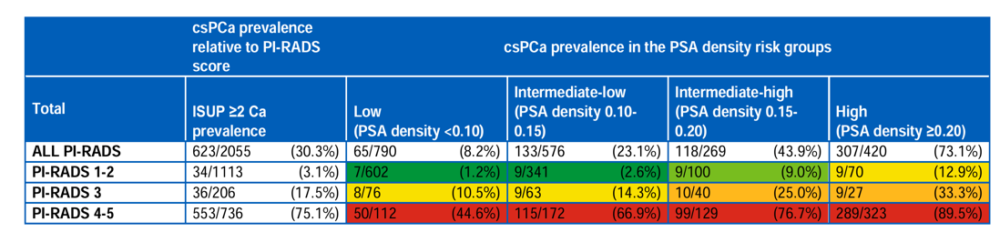 csPCa prevalence
relative to PI-RADS
score
csPCa prevalence in the PSA density risk groups
Total
ISUP ≥2 Ca
prevalence
Low
(PSA density <0.10)
Intermediate-low
(PSA density 0.10-
0.15)
Intermediate-high
(PSA density 0.15-
0.20)
High
(PSA density ≥0.20)
ALL PI-RADS 623/2055 (30.3%) 65/790 (8.2%) 133/576 (23.1%) 118/269 (43.9%) 307/420 (73.1%)
PI-RADS 1-2 34/1113 (3.1%) 7/602 (1.2%) 9/341 (2.6%) 9/100 (9.0%) 9/70 (12.9%)
PI-RADS 3 36/206 (17.5%) 8/76 (10.5%) 9/63 (14.3%) 10/40 (25.0%) 9/27 (33.3%)
PI-RADS 4-5 553/736 (75.1%) 50/112 (44.6%) 115/172 (66.9%) 99/129 (76.7%) 289/323 (89.5%)